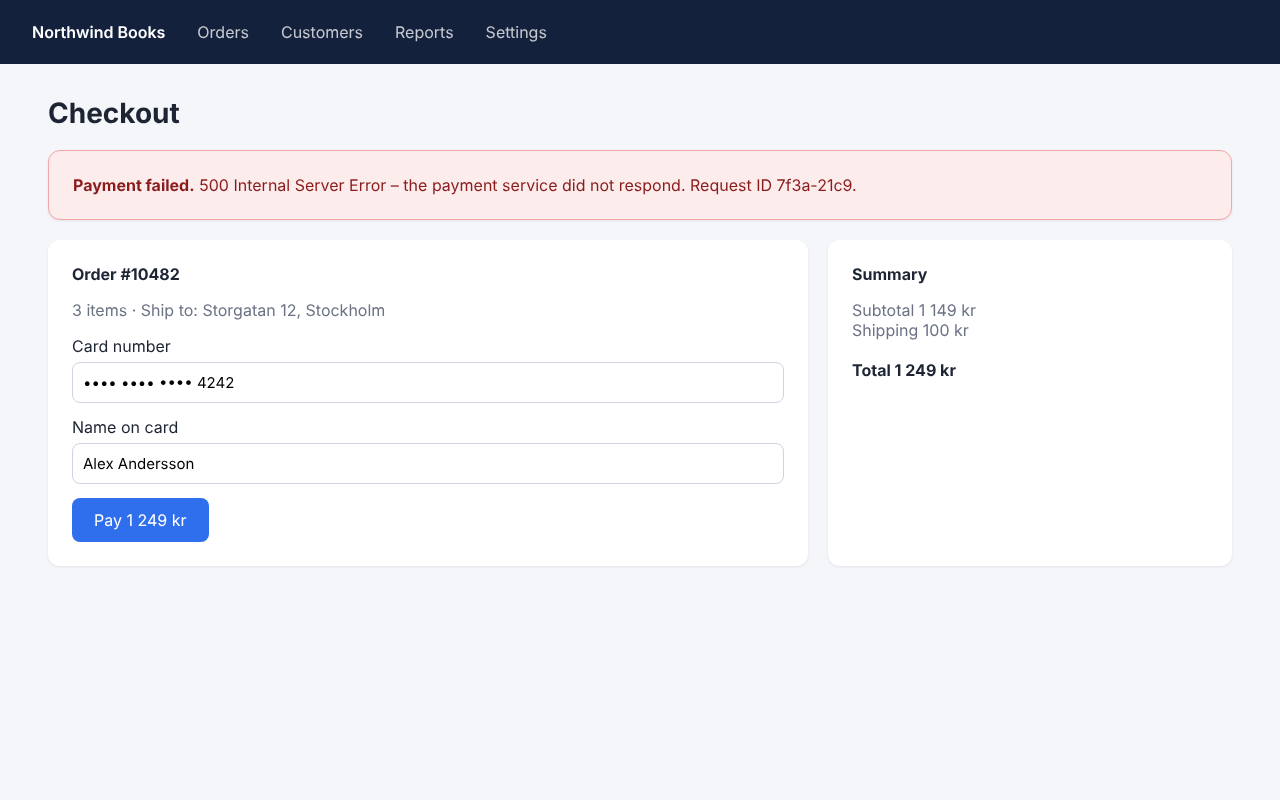 Northwind Books Orders Customers Reports Settings
Checkout
Payment failed. 500 Internal Server Error – the payment service did not respond. Request ID 7f3a-21c9.
Order #10482
3 items · Ship to: Storgatan 12, Stockholm
Card number
•••• •••• •••• 4242
Name on card
Alex Andersson
Pay 1 249 kr
Summary
Subtotal 1 149 kr
Shipping 100 kr
Total 1 249 kr